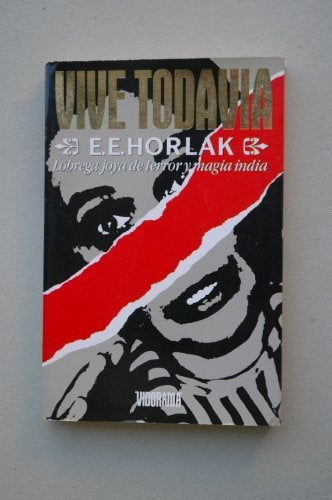 VIVE TODAVIA
E.E. HORLAK
Lóbrega joya de terror y magia india
VIDORAMA